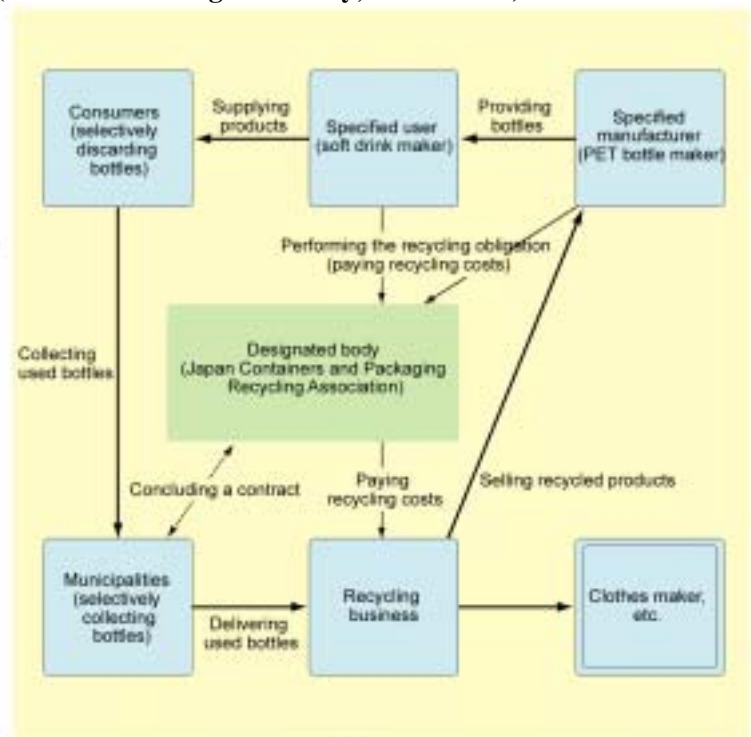 Consumers
(selectively
discarding
bottles)
Supplying
products
Specified user
(soft drink maker)
Providing
bottles
Specified
manufacturer
(PET bottle maker)
Performing the recycling obligation
(paying recycling costs)
Designated body
(Japan Containers and Packaging
Recycling Association)
Collecting
used bottles
Concluding a contract
Paying
recycling costs
Selling recycled products
Municipalities
(selectively
collecting
bottles)
Delivering
used bottles
Recycling
business
Clothes maker,
etc.